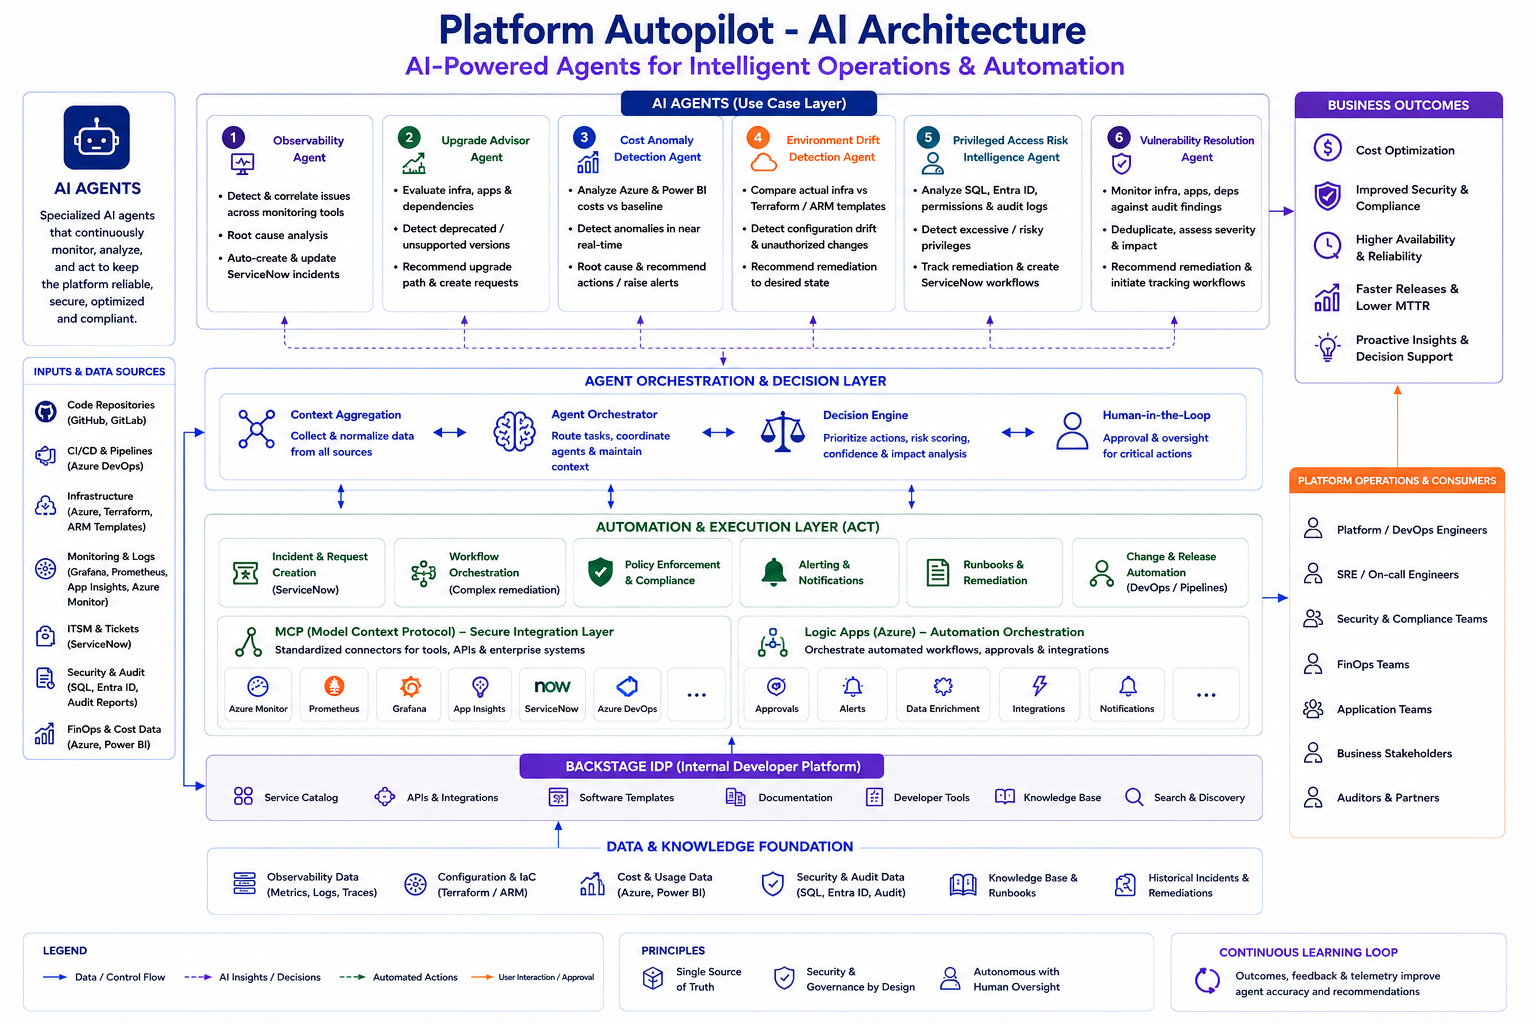 Platform Autopilot - AI Architecture
AI-Powered Agents for Intelligent Operations & Automation
AI AGENTS
Specialized AI agents
that continuously
monitor, analyze,
and act to keep
the platform reliable,
secure, optimized
and compliant.
AI AGENTS (Use Case Layer)
1
Observability
Agent
• Detect & correlate issues
across monitoring tools
• Root cause analysis
• Auto-create & update
ServiceNow incidents
2
Upgrade Advisor
Agent
• Evaluate infra, apps &
dependencies
• Detect deprecated /
unsupported versions
• Recommend upgrade
path & create requests
3
Cost Anomaly
Detection Agent
• Analyze Azure & Power BI
costs vs baseline
• Detect anomalies in near
real-time
• Root cause & recommend
actions / raise alerts
4
Environment Drift
Detection Agent
• Compare actual infra vs
Terraform / ARM templates
• Detect configuration drift
& unauthorized changes
• Recommend remediation
to desired state
5
Privileged Access Risk
Intelligence Agent
• Analyze SQL, Entra ID,
permissions & audit logs
• Detect excessive / risky
privileges
• Track remediation & create
ServiceNow workflows
6
Vulnerability Resolution
Agent
• Monitor infra, apps, deps
against audit findings
• Deduplicate, assess severity
& impact
• Recommend remediation &
initiate tracking workflows
BUSINESS OUTCOMES
$
Cost Optimization
Improved Security &
Compliance
Higher Availability
& Reliability
Faster Releases &
Lower MTTR
Proactive Insights &
Decision Support
INPUTS & DATA SOURCES
Code Repositories
(GitHub, GitLab)
CI/CD & Pipelines
(Azure DevOps)
Infrastructure
(Azure, Terraform,
ARM Templates)
Monitoring & Logs
(Grafana, Prometheus,
App Insights, Azure
Monitor)
ITSM & Tickets
(ServiceNow)
Security & Audit
(SQL, Entra ID,
Audit Reports)
FinOps & Cost Data
(Azure, Power BI)
AGENT ORCHESTRATION & DECISION LAYER
Context Aggregation
Collect & normalize data
from all sources
Agent Orchestrator
Route tasks, coordinate
agents & maintain
context
Decision Engine
Prioritize actions, risk scoring,
confidence & impact analysis
Human-in-the-Loop
Approval & oversight
for critical actions
AUTOMATION & EXECUTION LAYER (ACT)
Incident & Request
Creation
(ServiceNow)
Workflow
Orchestration
(Complex remediation)
Policy Enforcement
& Compliance
Alerting &
Notifications
Runbooks &
Remediation
Change & Release
Automation
(DevOps / Pipelines)
MCP (Model Context Protocol) – Secure Integration Layer
Standardized connectors for tools, APIs & enterprise systems
Azure Monitor
Prometheus
Grafana
App Insights
now
ServiceNow
Azure DevOps
...
Logic Apps (Azure) – Automation Orchestration
Orchestrate automated workflows, approvals & integrations
Approvals
Alerts
Data Enrichment
Integrations
Notifications
...
PLATFORM OPERATIONS & CONSUMERS
Platform / DevOps Engineers
SRE / On-call Engineers
Security & Compliance Teams
FinOps Teams
Application Teams
Business Stakeholders
Auditors & Partners
BACKSTAGE IDP (Internal Developer Platform)
Service Catalog
APIs & Integrations
Software Templates
Documentation
Developer Tools
Knowledge Base
Search & Discovery
DATA & KNOWLEDGE FOUNDATION
Observability Data
(Metrics, Logs, Traces)
Configuration & IaC
(Terraform / ARM)
Cost & Usage Data
(Azure, Power BI)
Security & Audit Data
(SQL, Entra ID, Audit)
Knowledge Base &
Runbooks
Historical Incidents &
Remediations
LEGEND
Data / Control Flow
AI Insights / Decisions
Automated Actions
User Interaction / Approval
PRINCIPLES
Single Source
of Truth
Security &
Governance by Design
Autonomous with
Human Oversight
CONTINUOUS LEARNING LOOP
Outcomes, feedback & telemetry improve
agent accuracy and recommendations